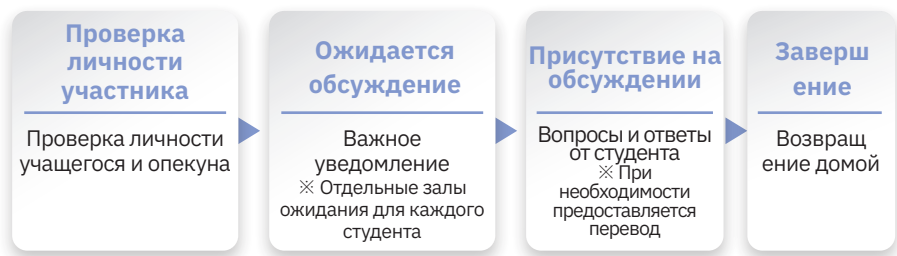 Проверка
личности
участника
Проверка личности
учащегося и опекуна
Ожидается
обсуждение
Важное
уведомление
※ Отдельные залы
ожидания для каждого
студента
Присутствие на
обсуждении
Вопросы и ответы
от студента
※ При
необходимости
предоставляется
перевод
Заверш
ение
Возвращ
ение домой